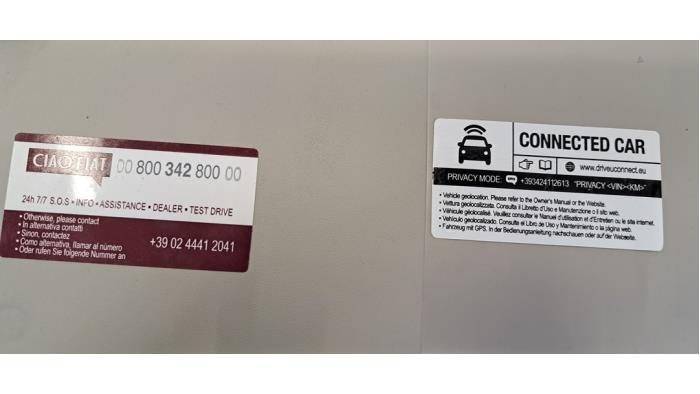 CIAO FIAT 00 800 342 800 00
24h 7/7 S.O.S • INFO • ASSISTANCE • DEALER • TEST DRIVE
• Otherwise, please contact
• In alternativa contatti
• Sinon, contactez
• Como alternativa, llamar al número
• Oder rufen Sie folgende Nummer an
+39 02 4441 2041
CONNECTED CAR
www.driveuconnect.eu
PRIVACY MODE: SMS +393424112613 "PRIVACY <VIN><KM>"
• Vehicle geolocation. Please refer to the Owner's Manual or the Website.
• Vettura geolocalizzata. Consulta il Libretto d'Uso e Manutenzione o il sito web.
• Véhicule géolocalisé. Veuillez consulter le Manuel d'utilisation et d'Entretien ou le site internet.
• Vehículo geolocalizado. Consulta el Libro de Uso y Mantenimiento o la página web.
• Fahrzeug mit GPS. In der Bedienungsanleitung nachschauen oder auf der Webseite.